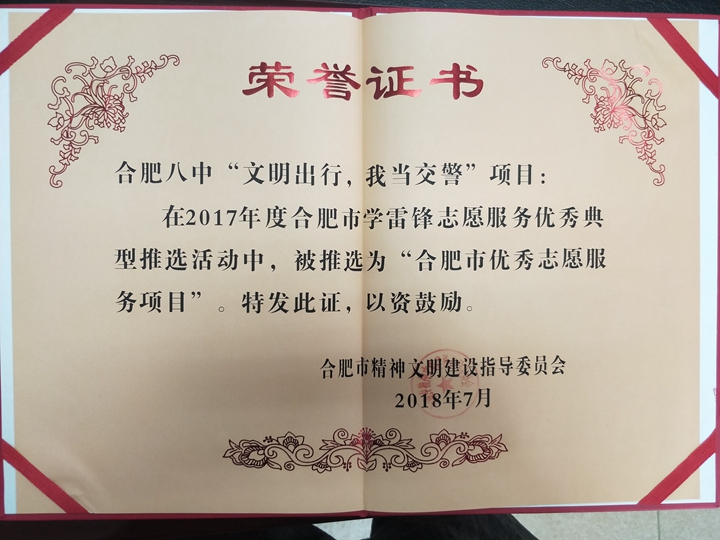 荣誉证书
合肥八中“文明出行，我当交警”项目：
在2017年度合肥市学雷锋志愿服务优秀典
型推选活动中，被推选为“合肥市优秀志愿服
务项目”。特发此证，以资鼓励。
合肥市精神文明建设指导委员会
2018年7月